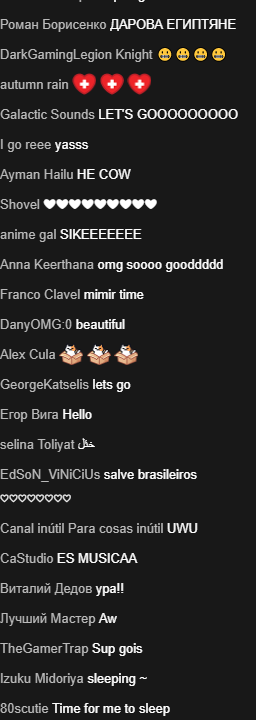 Роман Борисенко ДАРОВА ЕГИПТЯНЕ
DarkGamingLegion Knight 😬😬😬😬
autumn rain
Galactic Sounds LET'S GOOOOOOOOO
I go reee yasss
Ayman Hailu HE COW
Shovel 🤍🤍🤍🤍🤍🤍🤍🤍🤍
anime gal SIKEEEEEEE
Anna Keerthana omg soooo gooddddd
Franco Clavel mimir time
DanyOMG:0 beautiful
Alex Cula
GeorgeKatselis lets go
Егор Вига Hello
selina Toliyat
EdSoN_ViNiCiUs salve brasileiros
♡♡♡♡♡♡♡♡
Canal inútil Para cosas inútil UWU
CaStudio ES MUSICAA
Виталий Дедов ура!!
Лучший Мастер Aw
TheGamerTrap Sup gois
Izuku Midoriya sleeping ~
80scutie Time for me to sleep